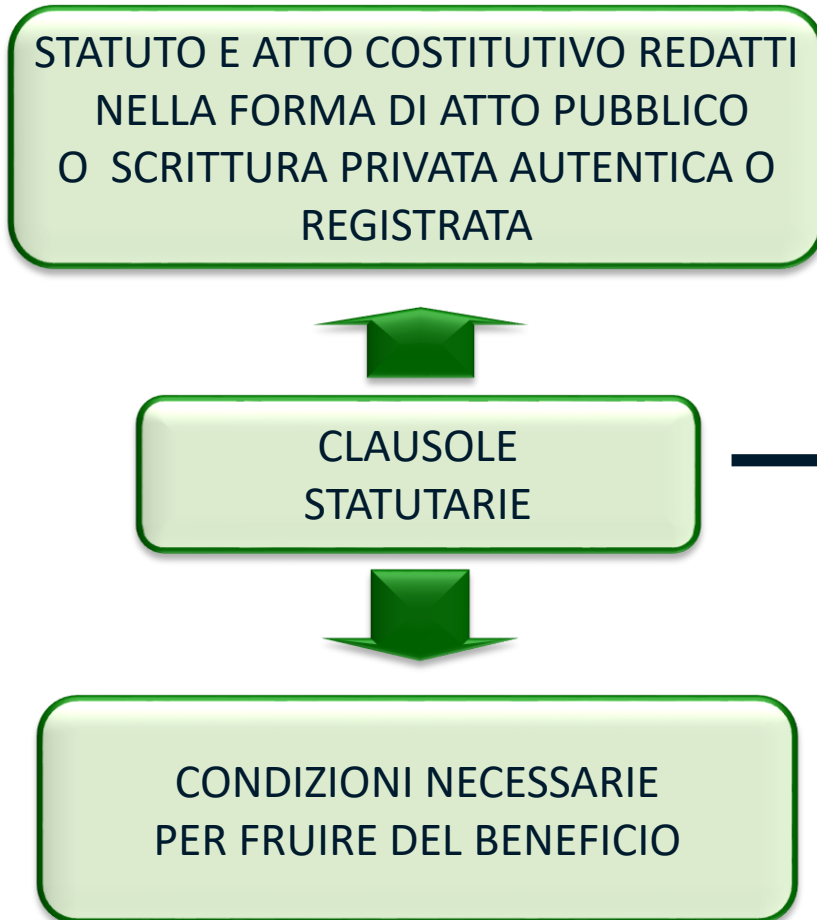 STATUTO E ATTO COSTITUTIVO REDATTI
NELLA FORMA DI ATTO PUBBLICO
O SCRITTURA PRIVATA AUTENTICA O
REGISTRATA
CLAUSOLE
STATUTARIE
CONDIZIONI NECESSARIE
PER FRUIRE DEL BENEFICIO